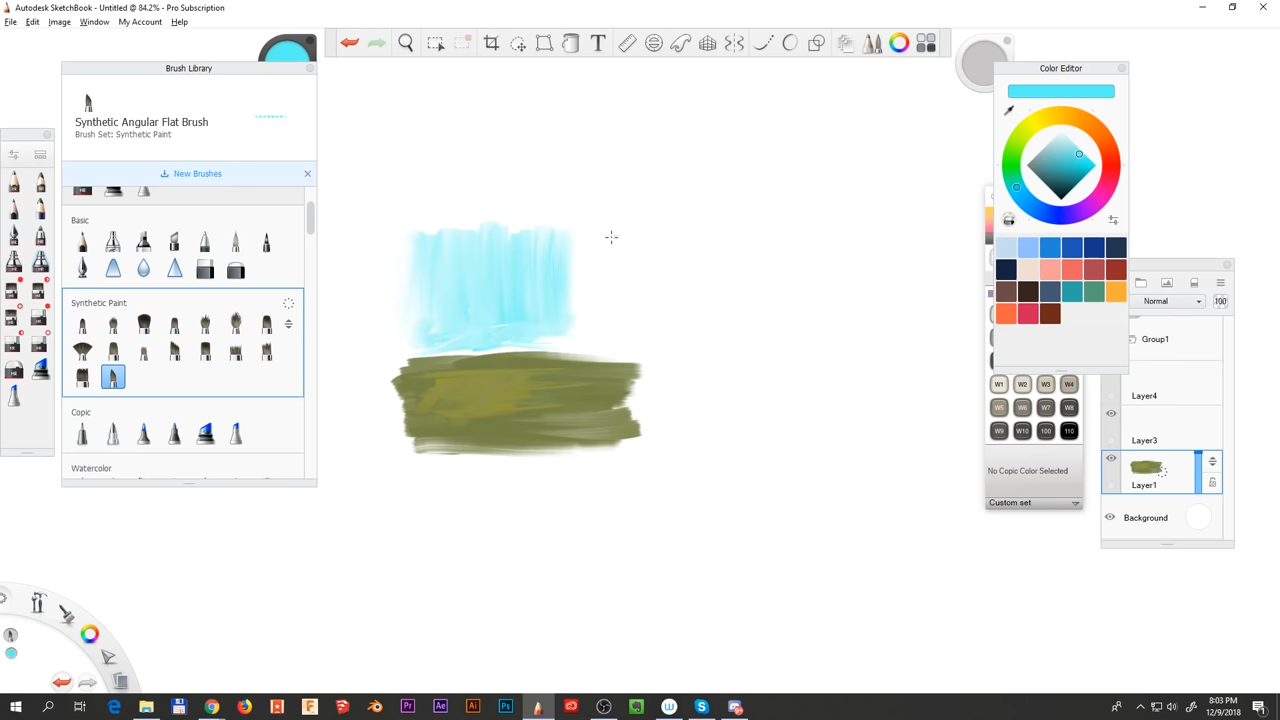 Autodesk SketchBook - Untitled @ 84.2% - Pro Subscription
File Edit Image Window My Account Help
Brush Library
Synthetic Angular Flat Brush
Brush Set: Synthetic Paint
New Brushes
Basic
Synthetic Paint
Copic
Watercolor
Color Editor
Normal
100
Group1
Layer4
Layer3
Layer1
Background
W1 W2 W3 W4
W5 W6 W7 W8
W9 W10 100 110
No Copic Color Selected
Custom set
8:03 PM
12/9/2018